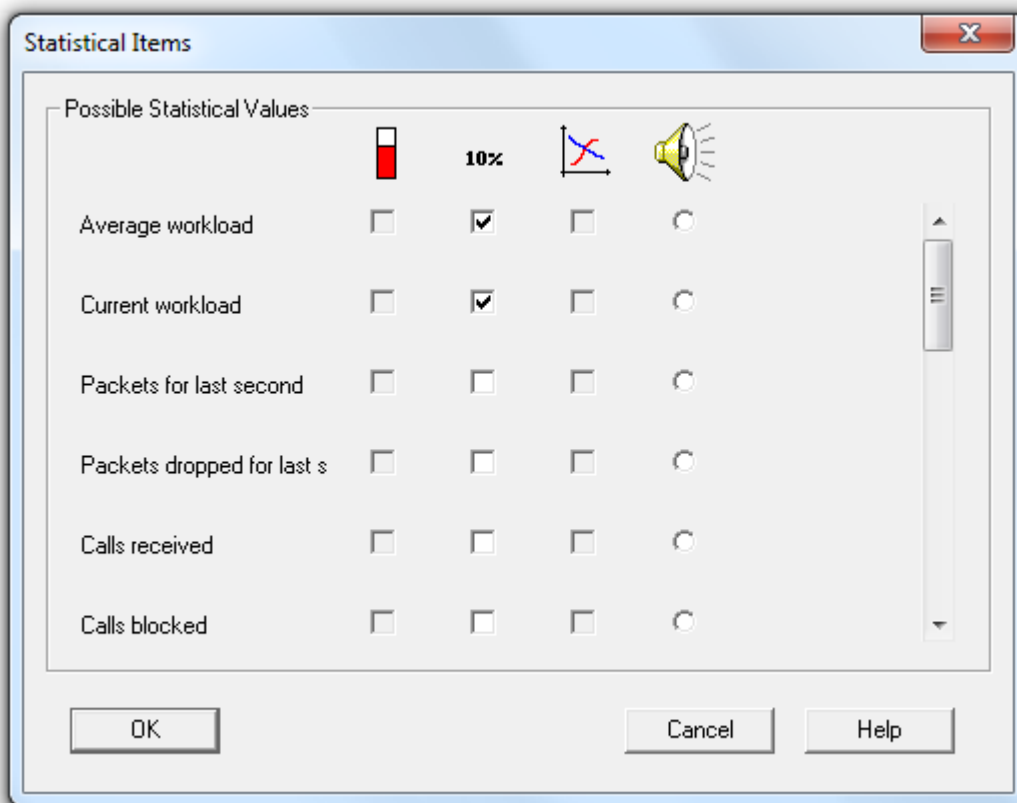 Statistical Items
Possible Statistical Values
10%
Average workload
Current workload
Packets for last second
Packets dropped for last s
Calls received
Calls blocked
OK
Cancel
Help